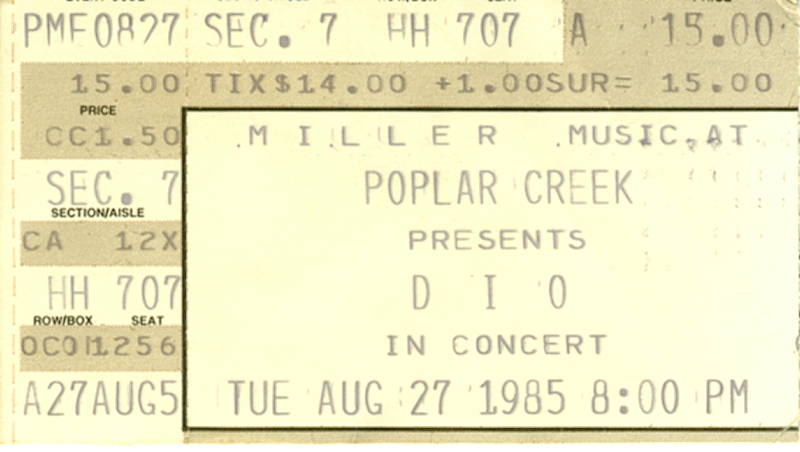 PMF0827 SEC. 7 HH 707 A 15.00
15.00 TIX$14.00 +1.00SUR= 15.00
PRICE
CC1.50
SEC. 7
SECTION/AISLE
CA 12X
HH 707
ROW/BOX SEAT
OCO11256
A27AUG5
M I L L E R MUSIC AT
POPLAR CREEK
PRESENTS
D I O
IN CONCERT
TUE AUG 27 1985 8:00 PM